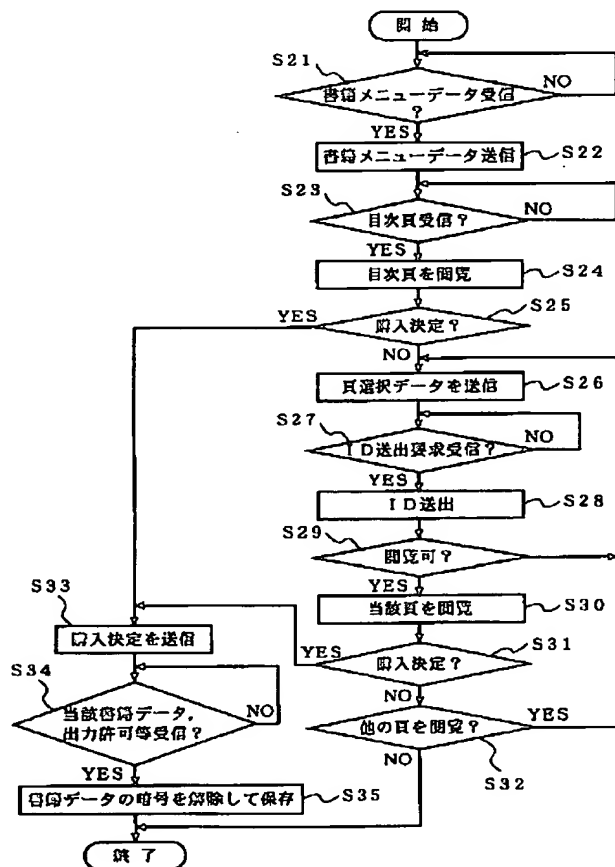 開始
S21
書籍メニューデータ受信
?
NO
YES
書籍メニューデータ送信
S22
S23
目次頁受信?
NO
YES
目次頁を閲覧
S24
S25
YES
購入決定?
NO
頁選択データを送信
S26
S27
ID送出要求受信?
NO
YES
ID送出
S28
S29
閲覧可?
YES
当該頁を閲覧
S30
S33
購入決定を送信
YES
購入決定?
S31
NO
S34
当該書籍データ,
出力許可等受信?
NO
他の頁を閲覧?
YES
S32
YES
NO
書籍データの暗号を解除して保存
S35
終了